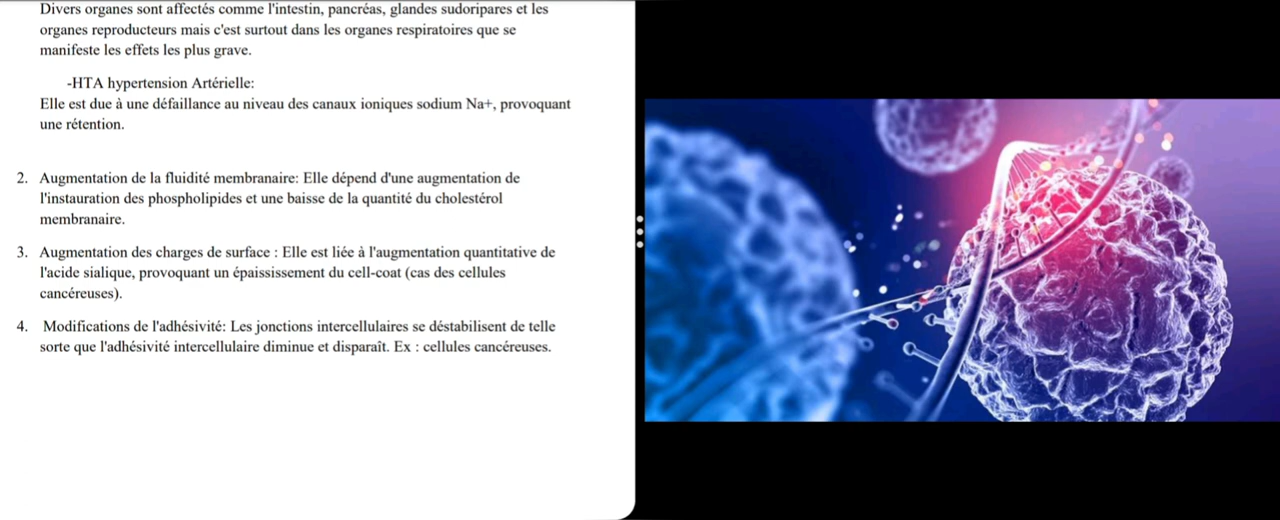 Divers organes sont affectés comme l'intestin, pancréas, glandes sudoripares et les
organes reproducteurs mais c'est surtout dans les organes respiratoires que se
manifeste les effets les plus grave.
-HTA hypertension Artérielle:
Elle est due à une défaillance au niveau des canaux ioniques sodium Na+, provoquant
une rétention.
2. Augmentation de la fluidité membranaire: Elle dépend d'une augmentation de
l'instauration des phospholipides et une baisse de la quantité du cholestérol
membranaire.
3. Augmentation des charges de surface : Elle est liée à l'augmentation quantitative de
l'acide sialique, provoquant un épaississement du cell-coat (cas des cellules
cancéreuses).
4. Modifications de l'adhésivité: Les jonctions intercellulaires se déstabilisent de telle
sorte que l'adhésivité intercellulaire diminue et disparaît. Ex : cellules cancéreuses.